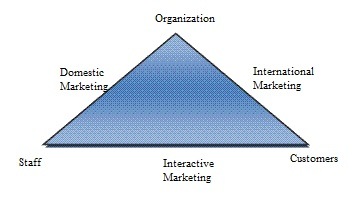 Organization
Domestic
Marketing
International
Marketing
Staff
Interactive
Marketing
Customers